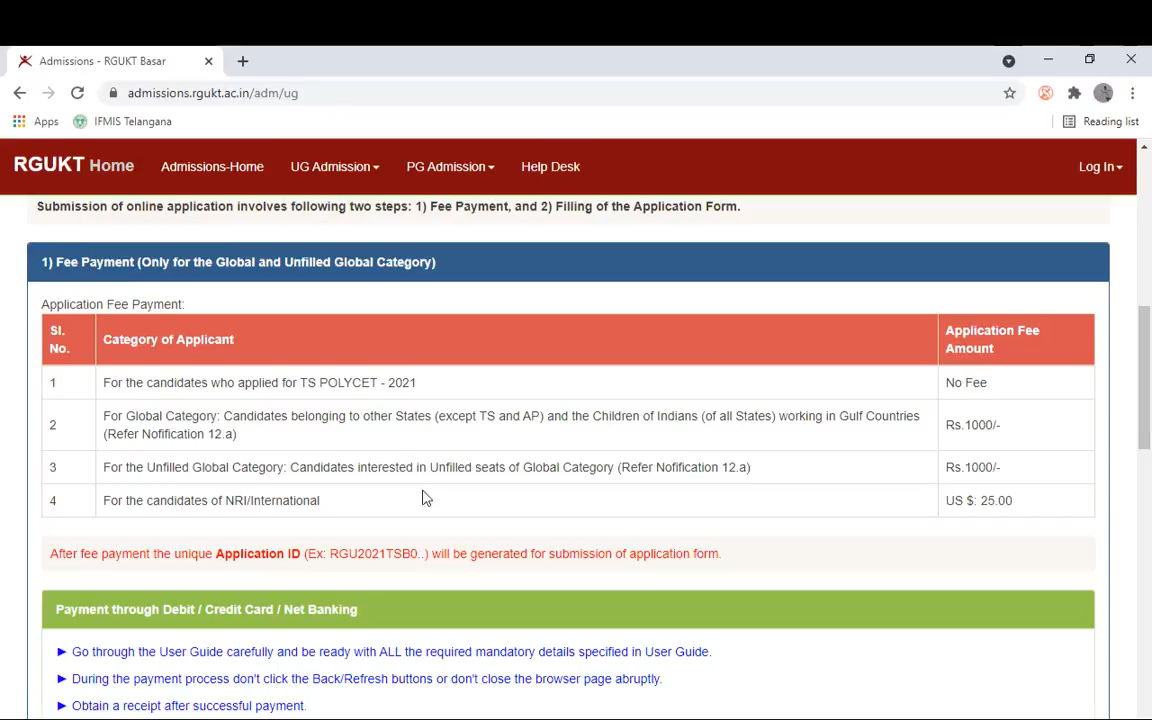 Admissions - RGUKT Basar
admissions.rgukt.ac.in/adm/ug
Apps IFMIS Telangana Reading list
RGUKT Home Admissions-Home UG Admission PG Admission Help Desk Log In
Submission of online application involves following two steps: 1) Fee Payment, and 2) Filling of the Application Form.
1) Fee Payment (Only for the Global and Unfilled Global Category)
Application Fee Payment:
Sl. No. Category of Applicant Application Fee Amount
1 For the candidates who applied for TS POLYCET - 2021 No Fee
2 For Global Category: Candidates belonging to other States (except TS and AP) and the Children of Indians (of all States) working in Gulf Countries
(Refer Nofification 12.a) Rs.1000/-
3 For the Unfilled Global Category: Candidates interested in Unfilled seats of Global Category (Refer Nofification 12.a) Rs.1000/-
4 For the candidates of NRI/International US $: 25.00
After fee payment the unique Application ID (Ex: RGU2021TSB0..) will be generated for submission of application form.
Payment through Debit / Credit Card / Net Banking
► Go through the User Guide carefully and be ready with ALL the required mandatory details specified in User Guide.
► During the payment process don't click the Back/Refresh buttons or don't close the browser page abruptly.
► Obtain a receipt after successful payment.